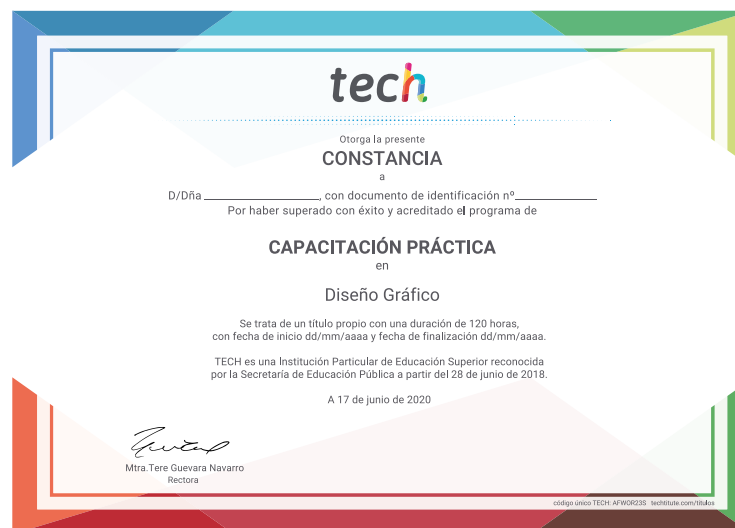 tech
Otorga la presente
CONSTANCIA
a
D/Dña ____________________, con documento de identificación nº______________
Por haber superado con éxito y acreditado el programa de
CAPACITACIÓN PRÁCTICA
en
Diseño Gráfico
Se trata de un título propio con una duración de 120 horas,
con fecha de inicio dd/mm/aaaa y fecha de finalización dd/mm/aaaa.
TECH es una Institución Particular de Educación Superior reconocida
por la Secretaría de Educación Pública a partir del 28 de junio de 2018.
A 17 de junio de 2020
Mtra.Tere Guevara Navarro
Rectora
código único TECH: AFWOR23S techtitute.com/titulos